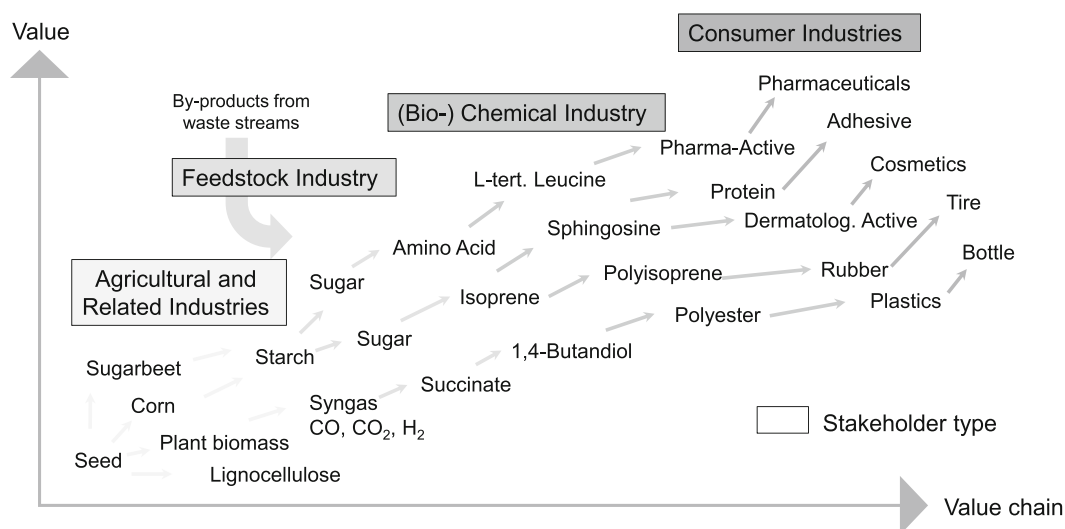 Value
Consumer Industries
Pharmaceuticals
By-products from
waste streams
(Bio-) Chemical Industry
Adhesive
Pharma-Active
Cosmetics
Feedstock Industry
L-tert. Leucine
Protein
Tire
Dermatolog. Active
Sphingosine
Amino Acid
Bottle
Agricultural and
Related Industries
Sugar
Polyisoprene
Rubber
Isoprene
Plastics
Polyester
Sugar
Starch
1,4-Butandiol
Sugarbeet
Succinate
Corn
Syngas
CO, CO₂, H₂
Stakeholder type
Plant biomass
Seed
Lignocellulose
Value chain